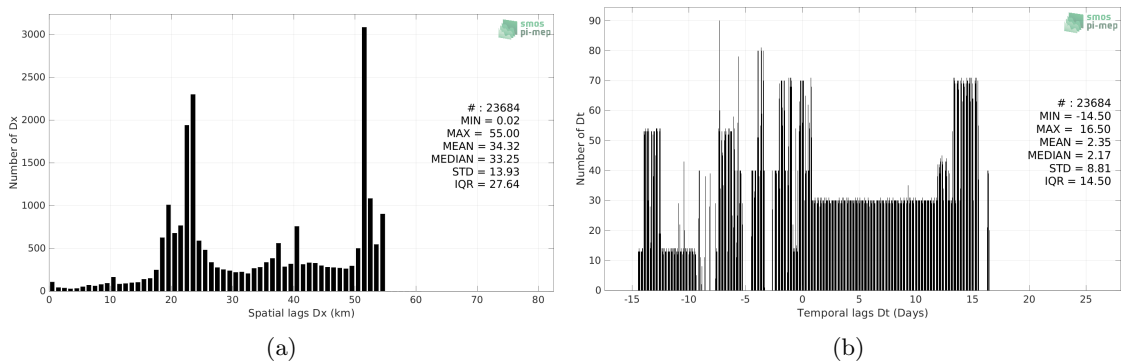 smos
pi-mep
3000
2500
2000
1500
1000
500
0
Number of Dx
# : 23684
MIN = 0.02
MAX = 55.00
MEAN = 34.32
MEDIAN = 33.25
STD = 13.93
IQR = 27.64
0 10 20 30 40 50 60 70 80
Spatial lags Dx (km)
(a)
smos
pi-mep
90
80
70
60
50
40
30
20
10
0
Number of Dt
# : 23684
MIN = -14.50
MAX = 16.50
MEAN = 2.35
MEDIAN = 2.17
STD = 8.81
IQR = 14.50
-15 -10 -5 0 5 10 15 20 25
Temporal lags Dt (Days)
(b)